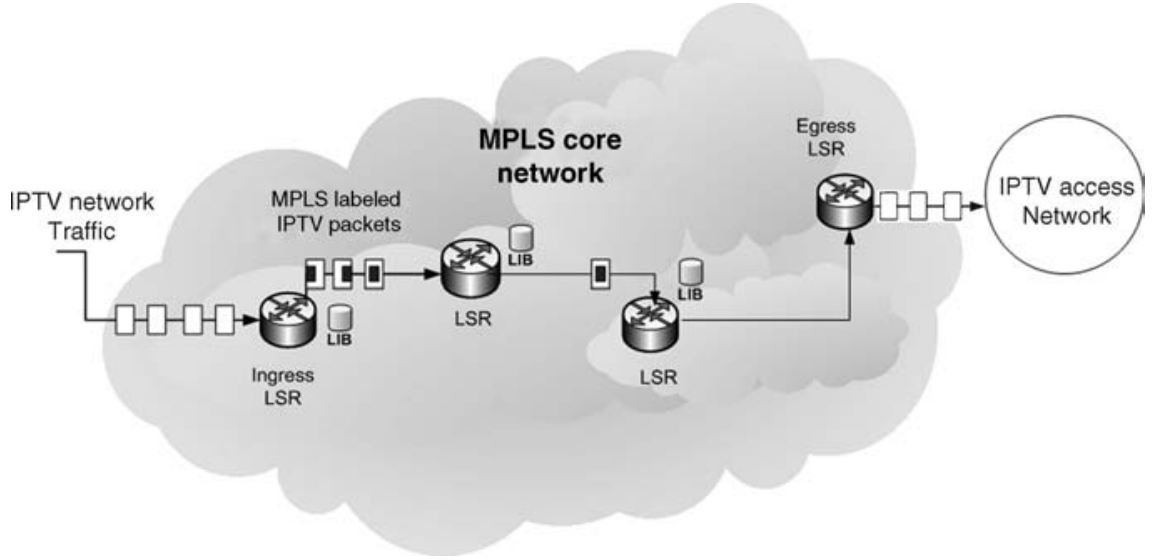 IPTV network
Traffic
MPLS labeled
IPTV packets
MPLS core
network
Egress
LSR
IPTV access
Network
LIB
LSR
LIB
Ingress
LSR
LIB
LSR